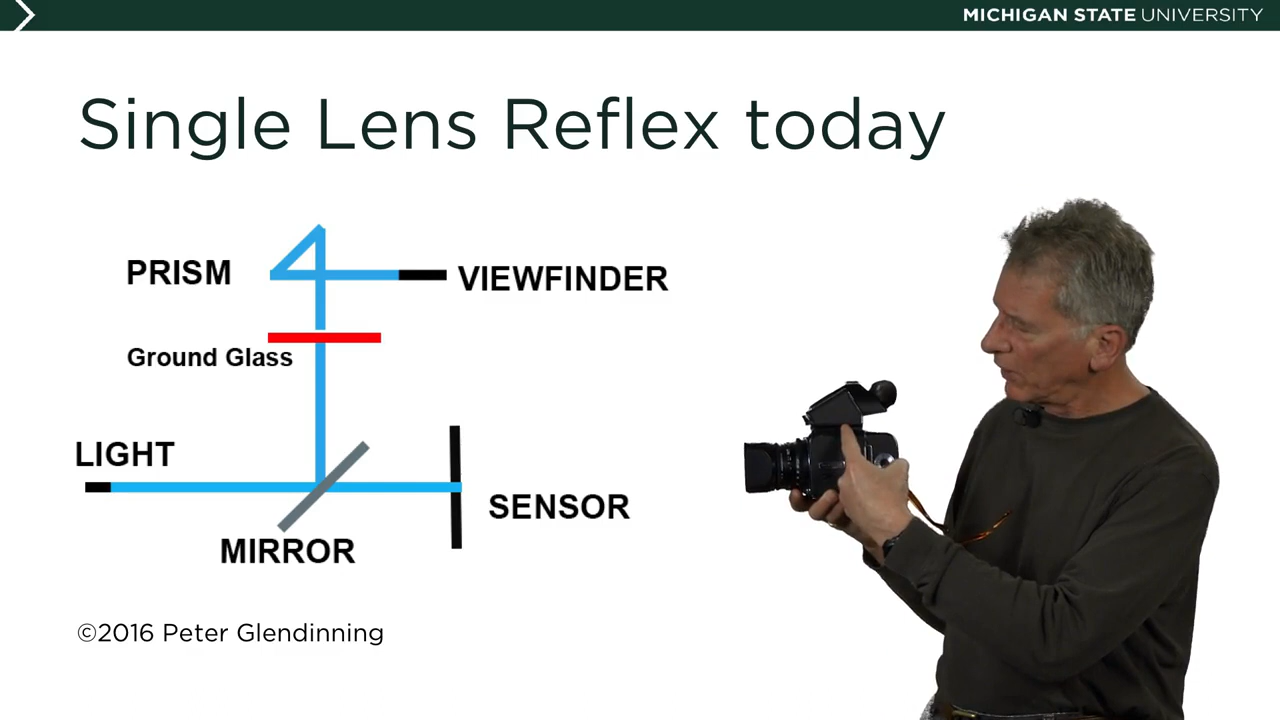 MICHIGAN STATE UNIVERSITY
Single Lens Reflex today
PRISM
VIEWFINDER
Ground Glass
LIGHT
SENSOR
MIRROR
©2016 Peter Glendinning